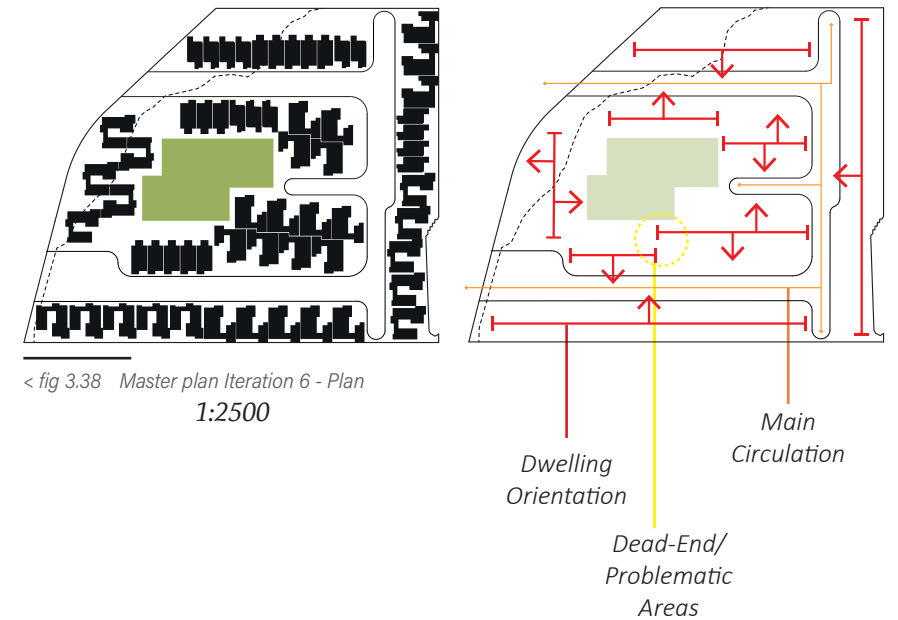 < fig 3.38 Master plan Iteration 6 - Plan
1:2500
Dwelling
Orientation
Dead-End/
Problematic
Areas
Main
Circulation